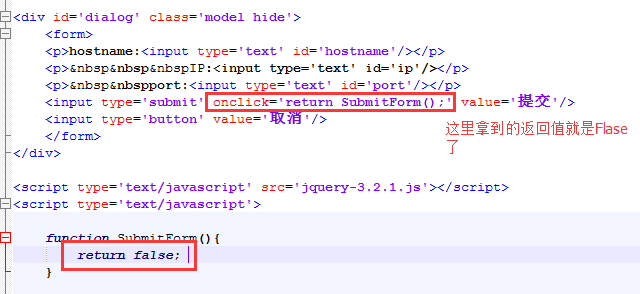 <div id='dialog' class='model hide'>
<form>
<p>hostname:<input type='text' id='hostname'/></p>
<p>&nbsp&nbsp&nbspIP:<input type='text' id='ip'/></p>
<p>&nbsp&nbspport:<input type='text' id='port'/></p>
<input type='submit' onclick='return SubmitForm();' value='提交'/>
<input type='button' value='取消'/>
这里拿到的返回值就是Flase
了
</form>
</div>
<script type='text/javascript' src='jquery-3.2.1.js'></script>
<script type='text/javascript'>
function SubmitForm(){
return false;
}